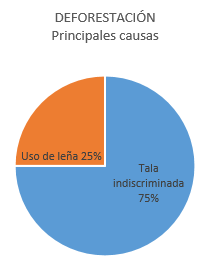 DEFORESTACIÓN
Principales causas
Uso de leña 25%
Tala
indiscriminada
75%